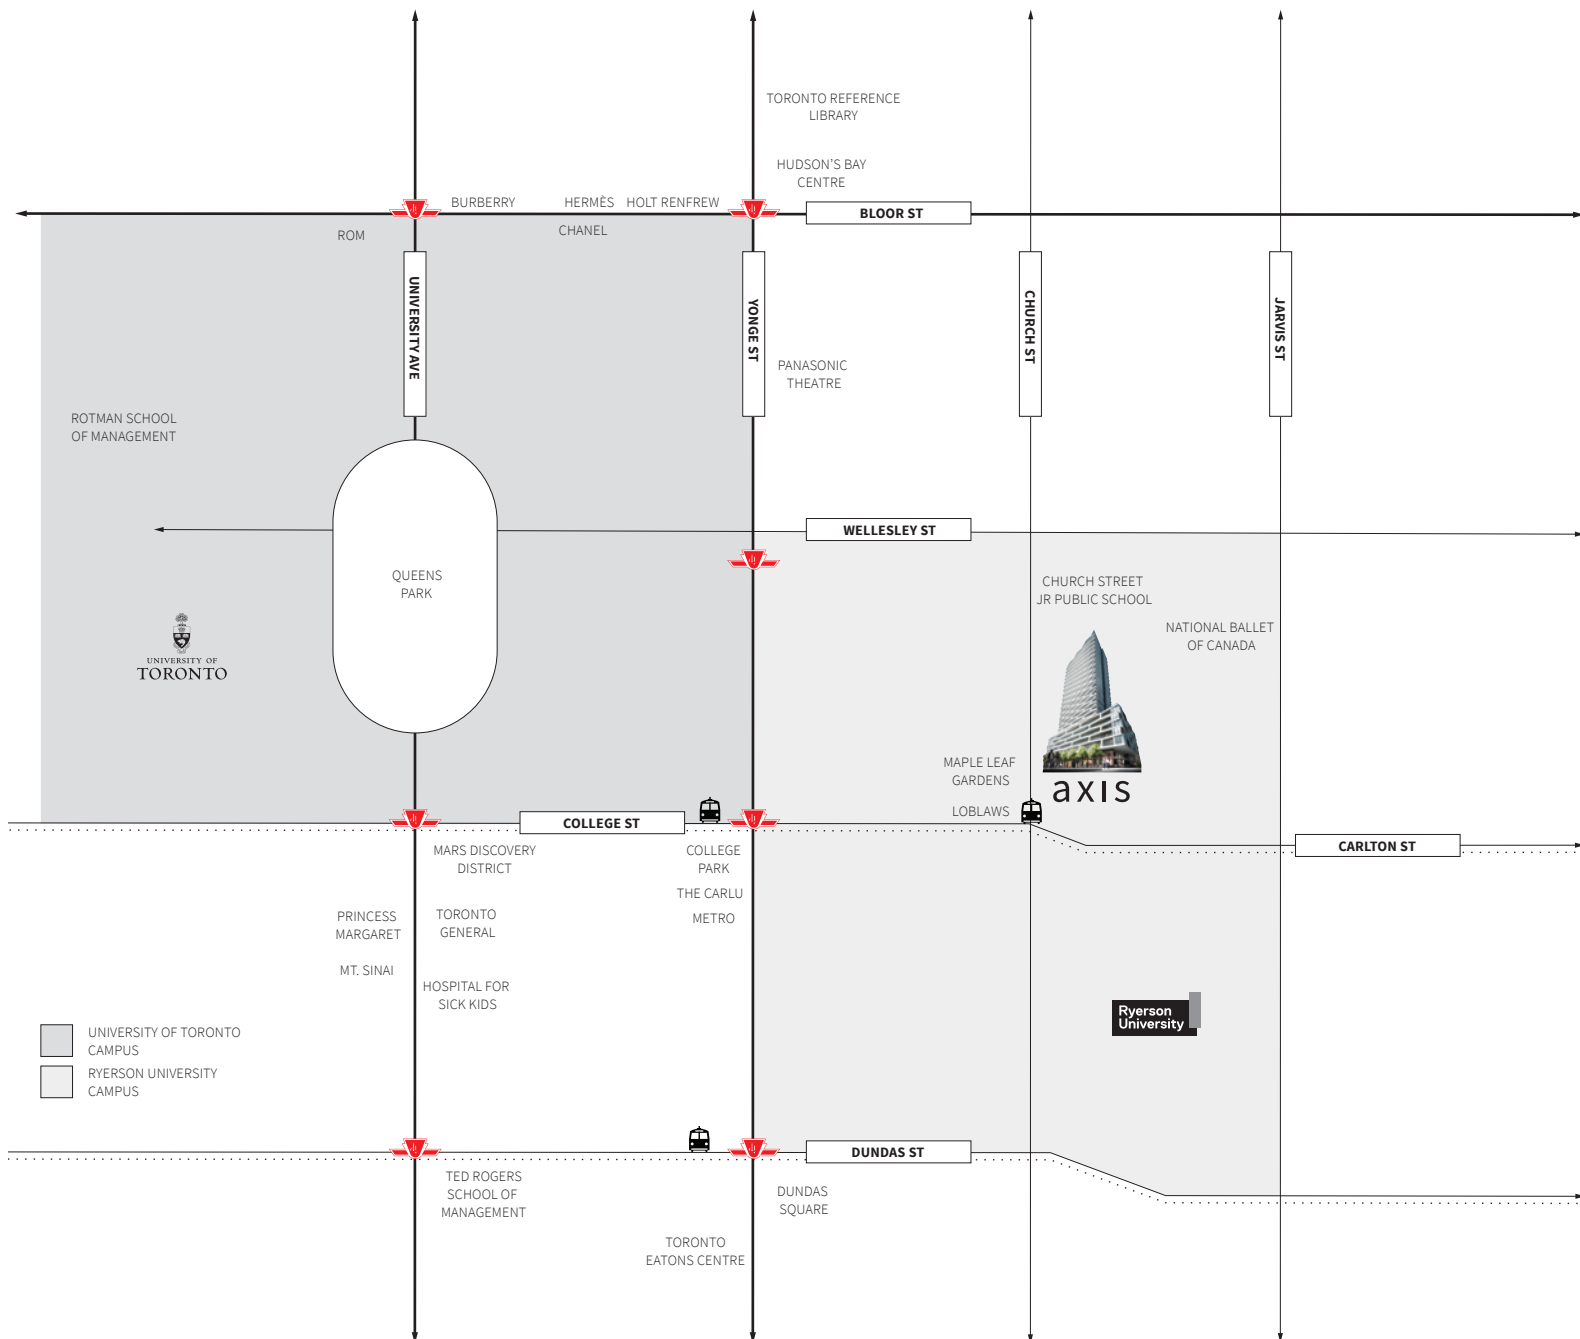 TORONTO REFERENCE
LIBRARY
HUDSON'S BAY
CENTRE
BURBERRY
HERMÈS
HOLT RENFREW
BLOOR ST
ROM
CHANEL
UNIVERSITY AVE
YONGE ST
CHURCH ST
JARVIS ST
PANASONIC
THEATRE
ROTMAN SCHOOL
OF MANAGEMENT
WELLESLEY ST
QUEENS
PARK
CHURCH STREET
JR PUBLIC SCHOOL
NATIONAL BALLET
OF CANADA
UNIVERSITY OF
TORONTO
MAPLE LEAF
GARDENS
axis
LOBLAWS
COLLEGE ST
CARLTON ST
MARS DISCOVERY
DISTRICT
COLLEGE
PARK
THE CARLU
METRO
PRINCESS
MARGARET
TORONTO
GENERAL
MT. SINAI
HOSPITAL FOR
SICK KIDS
Ryerson
University
UNIVERSITY OF TORONTO
CAMPUS
RYERSON UNIVERSITY
CAMPUS
DUNDAS ST
TED ROGERS
SCHOOL OF
MANAGEMENT
DUNDAS
SQUARE
TORONTO
EATONS CENTRE